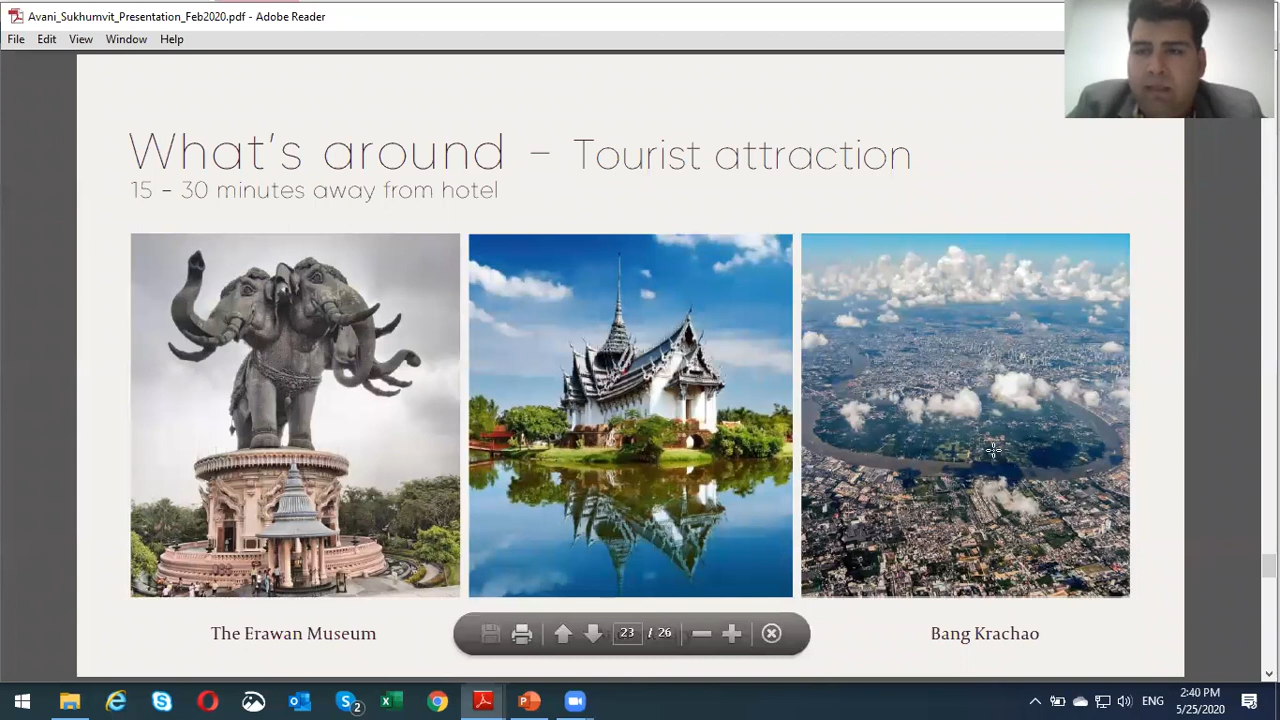 Avani_Sukhumvit_Presentation_Feb2020.pdf - Adobe Reader
File Edit View Window Help
What's around – Tourist attraction
15 – 30 minutes away from hotel
The Erawan Museum
23 / 26
Bang Krachao
2
ENG
2:40 PM
5/25/2020